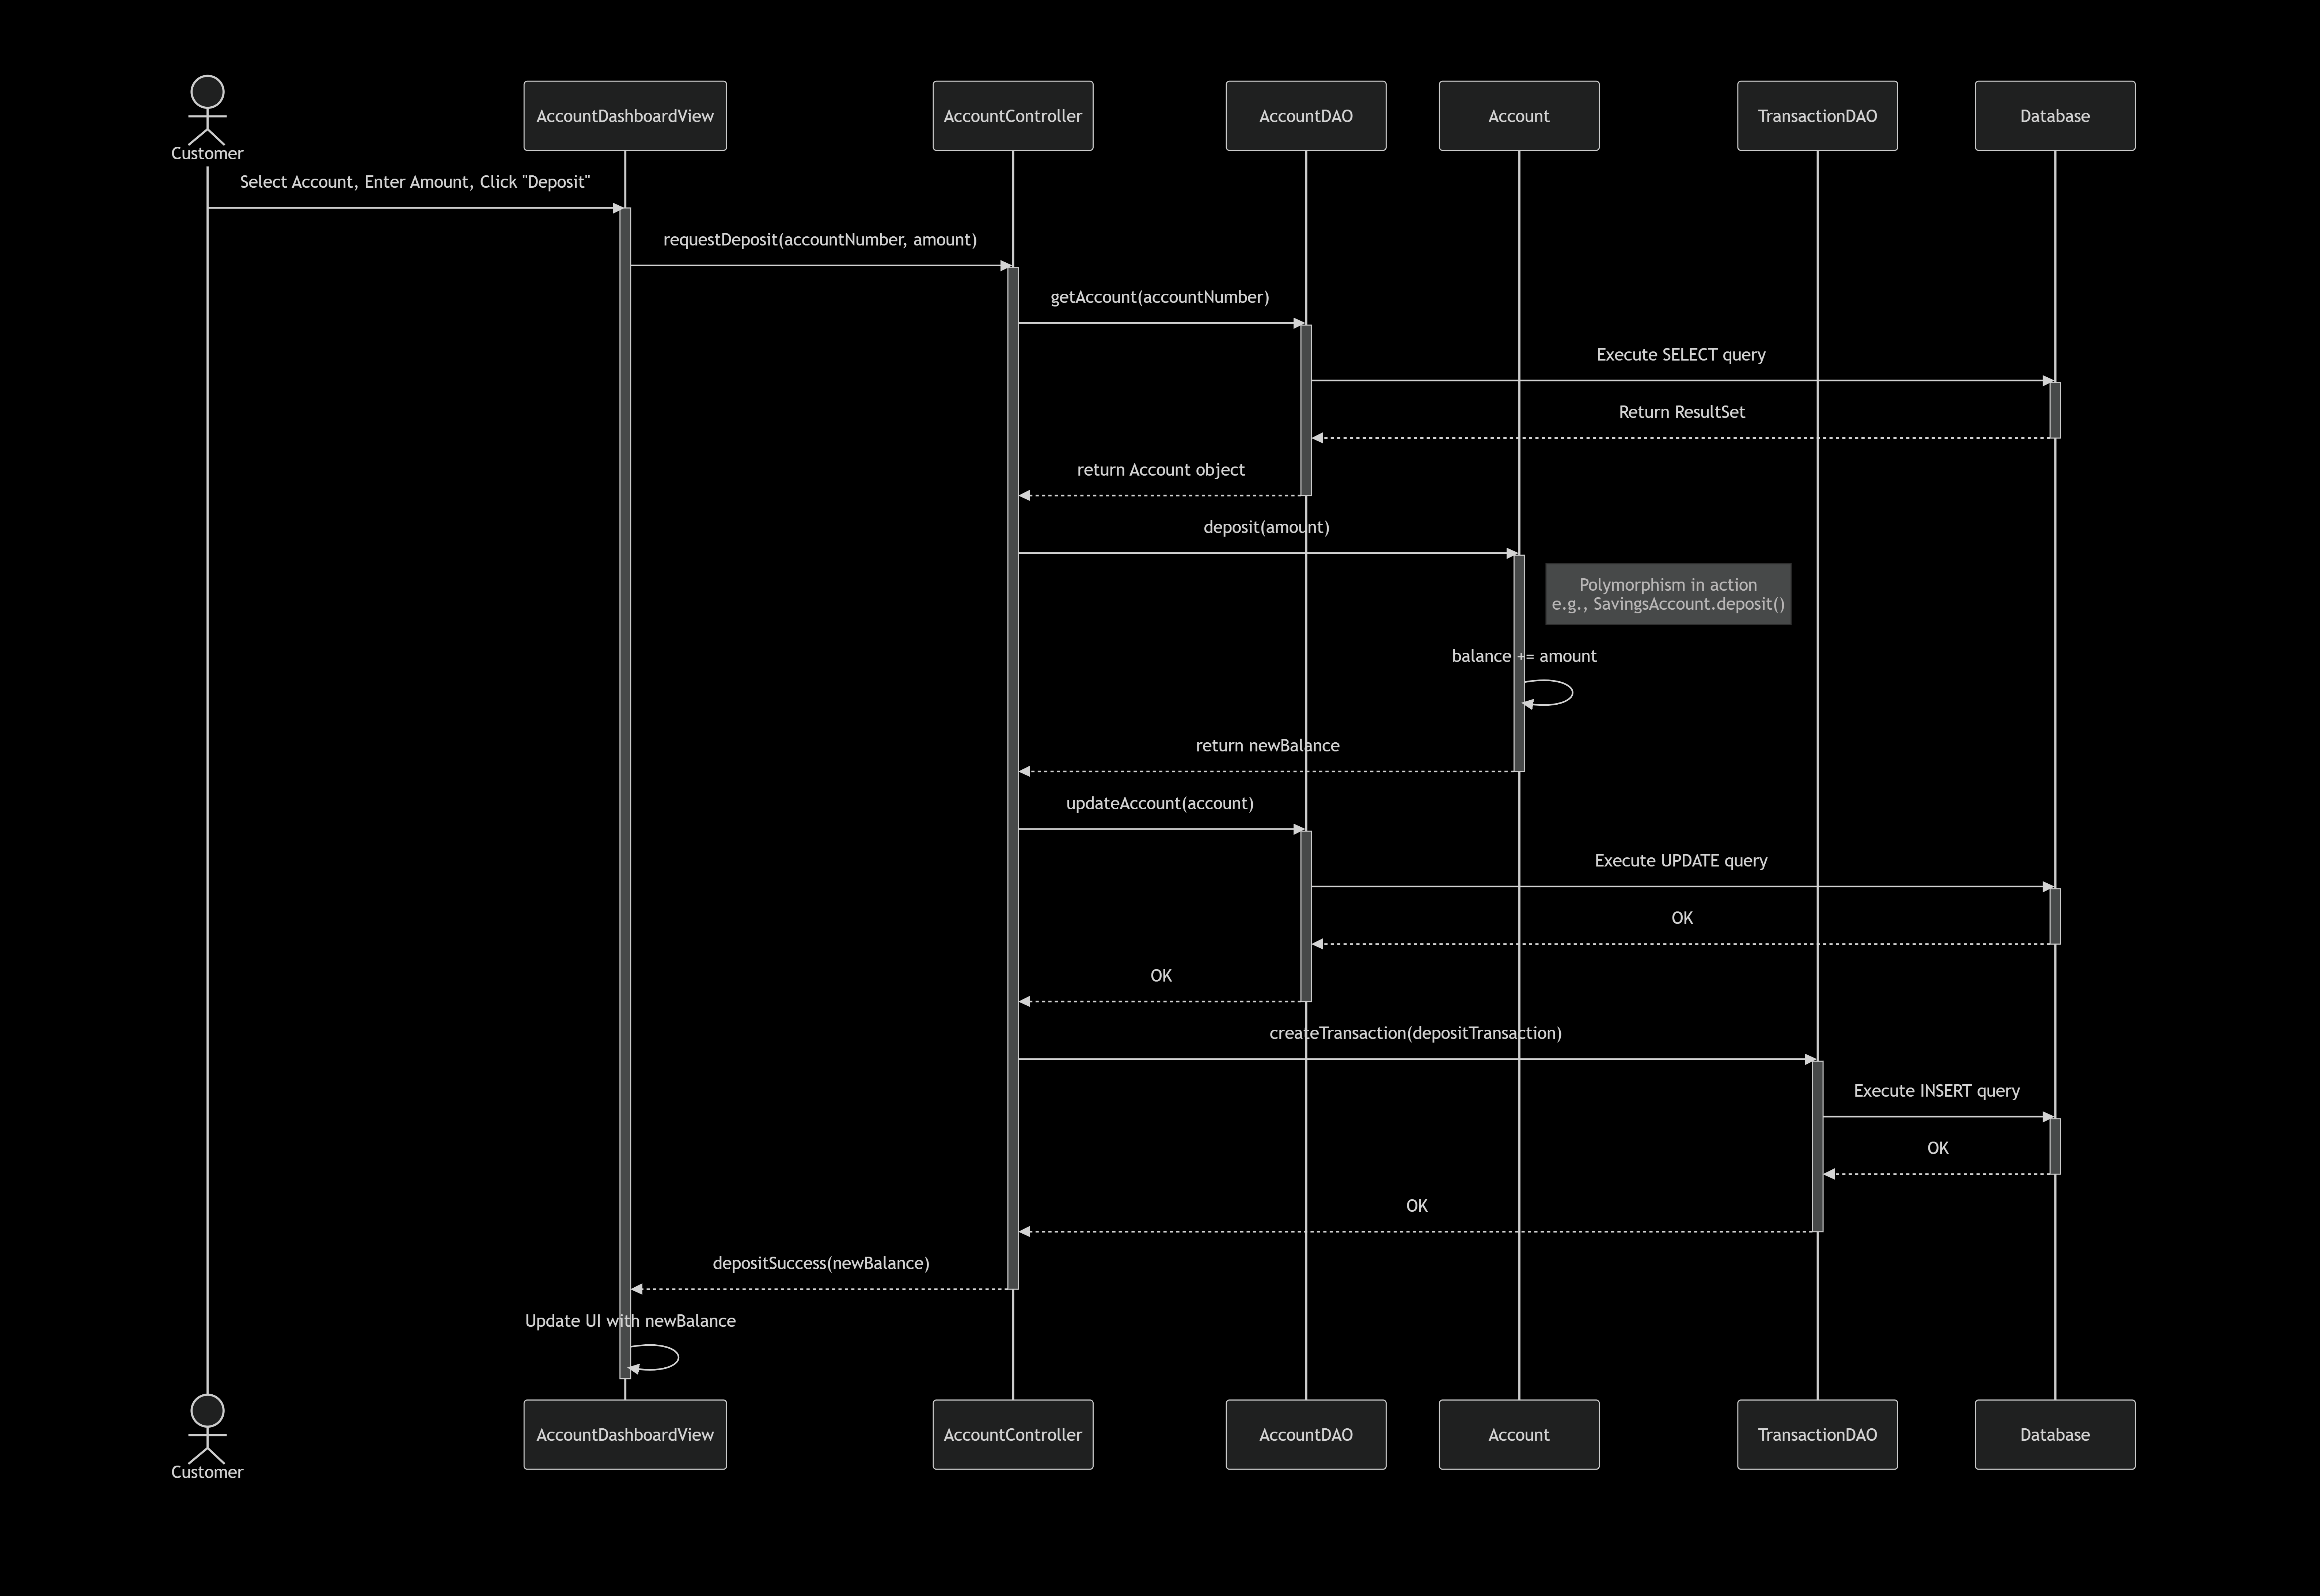 Customer
AccountDashboardView
AccountController
AccountDAO
Account
TransactionDAO
Database
Select Account, Enter Amount, Click "Deposit"
requestDeposit(accountNumber, amount)
getAccount(accountNumber)
Execute SELECT query
Return ResultSet
return Account object
deposit(amount)
Polymorphism in action
e.g., SavingsAccount.deposit()
balance += amount
return newBalance
updateAccount(account)
Execute UPDATE query
OK
OK
createTransaction(depositTransaction)
Execute INSERT query
OK
OK
depositSuccess(newBalance)
Update UI with newBalance
Customer
AccountDashboardView
AccountController
AccountDAO
Account
TransactionDAO
Database